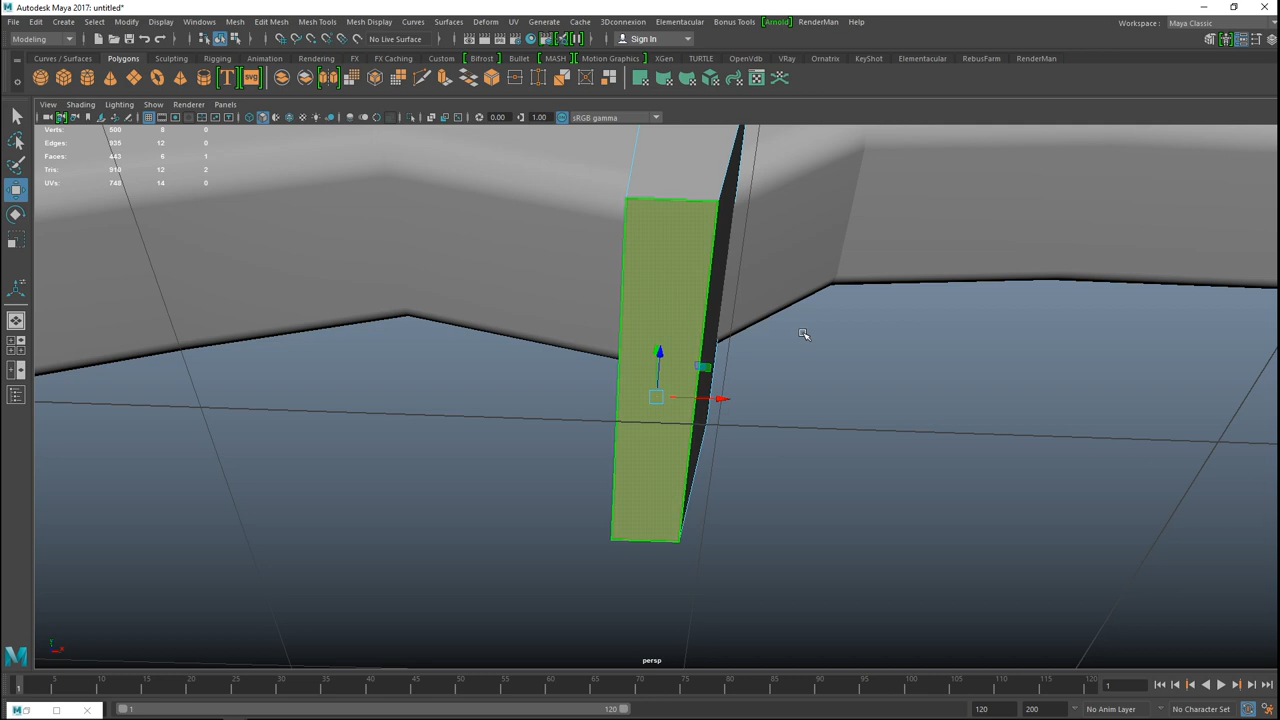 Autodesk Maya 2017: untitled*
File Edit Create Select Modify Display Windows Mesh Edit Mesh Mesh Tools Mesh Display Curves Surfaces Deform UV Generate Cache 3Dconnexion Elementacular Bonus Tools [Arnold] RenderMan Help Workspace : Maya Classic
Modeling No Live Surface Sign In
Curves / Surfaces Polygons Sculpting Rigging Animation Rendering FX FX Caching Custom Bifrost Bullet MASH Motion Graphics XGen TURTLE OpenVdb VRay Ornatrix KeyShot Elementacular RebusFarm RenderMan
T SVG
View Shading Lighting Show Renderer Panels
0.00 1.00 sRGB gamma
Verts: 500 8 0
Edges: 935 12 0
Faces: 443 6 1
Tris: 910 12 2
UVs: 748 14 0
persp
1 5 10 15 20 25 30 35 40 45 50 55 60 65 70 75 80 85 90 95 100 105 110 115 120 1
1 120 120 200 No Anim Layer No Character Set